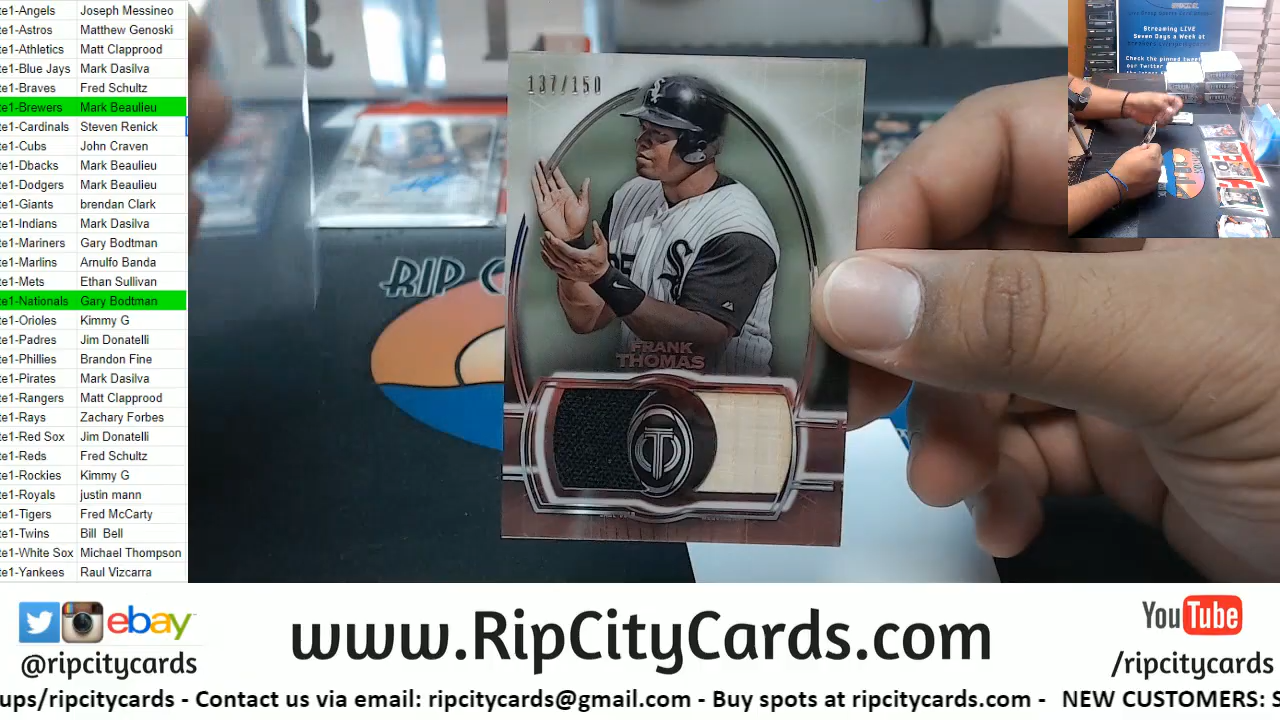 te1-Angels Joseph Messineo
te1-Astros Matthew Genoski
te1-Athletics Matt Clapprood
te1-Blue Jays Mark Dasilva
te1-Braves Fred Schultz
te1-Brewers Mark Beaulieu
te1-Cardinals Steven Renick
te1-Cubs John Craven
te1-Dbacks Mark Beaulieu
te1-Dodgers Mark Beaulieu
te1-Giants brendan Clark
te1-Indians Mark Dasilva
te1-Mariners Gary Bodtman
te1-Marlins Arnulfo Banda
te1-Mets Ethan Sullivan
te1-Nationals Gary Bodtman
te1-Orioles Kimmy G
te1-Padres Jim Donatelli
te1-Phillies Brandon Fine
te1-Pirates Mark Dasilva
te1-Rangers Matt Clapprood
te1-Rays Zachary Forbes
te1-Red Sox Jim Donatelli
te1-Reds Fred Schultz
te1-Rockies Kimmy G
te1-Royals justin mann
te1-Tigers Fred McCarty
te1-Twins Bill Bell
te1-White Sox Michael Thompson
te1-Yankees Raul Vizcarra
137/150
RIP C
FRANK
THOMAS
Streaming LIVE
Seven Days a Week at
Check the pinned tweet
our Twitter
ebay
@ripcitycards
www.RipCityCards.com
YouTube
/ripcitycards
ups/ripcitycards - Contact us via email: ripcitycards@gmail.com - Buy spots at ripcitycards.com - NEW CUSTOMERS: S